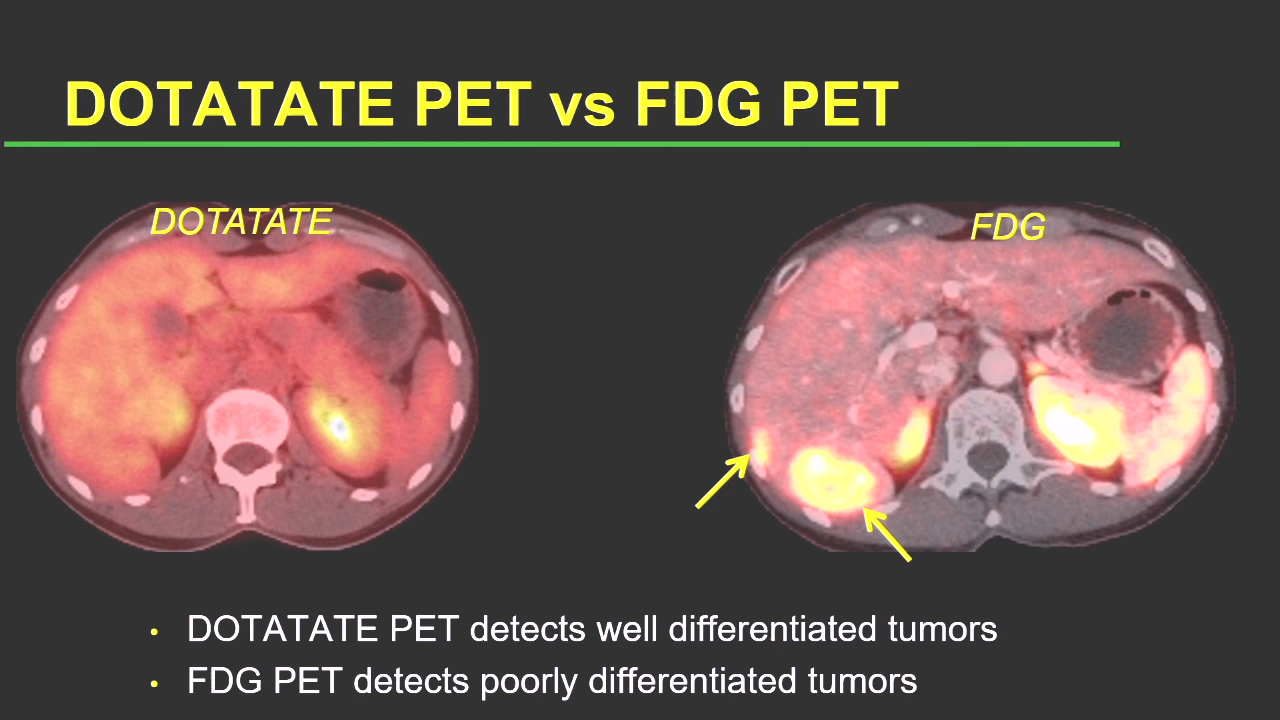 DOTATATE PET vs FDG PET
DOTATATE
FDG
• DOTATATE PET detects well differentiated tumors
• FDG PET detects poorly differentiated tumors